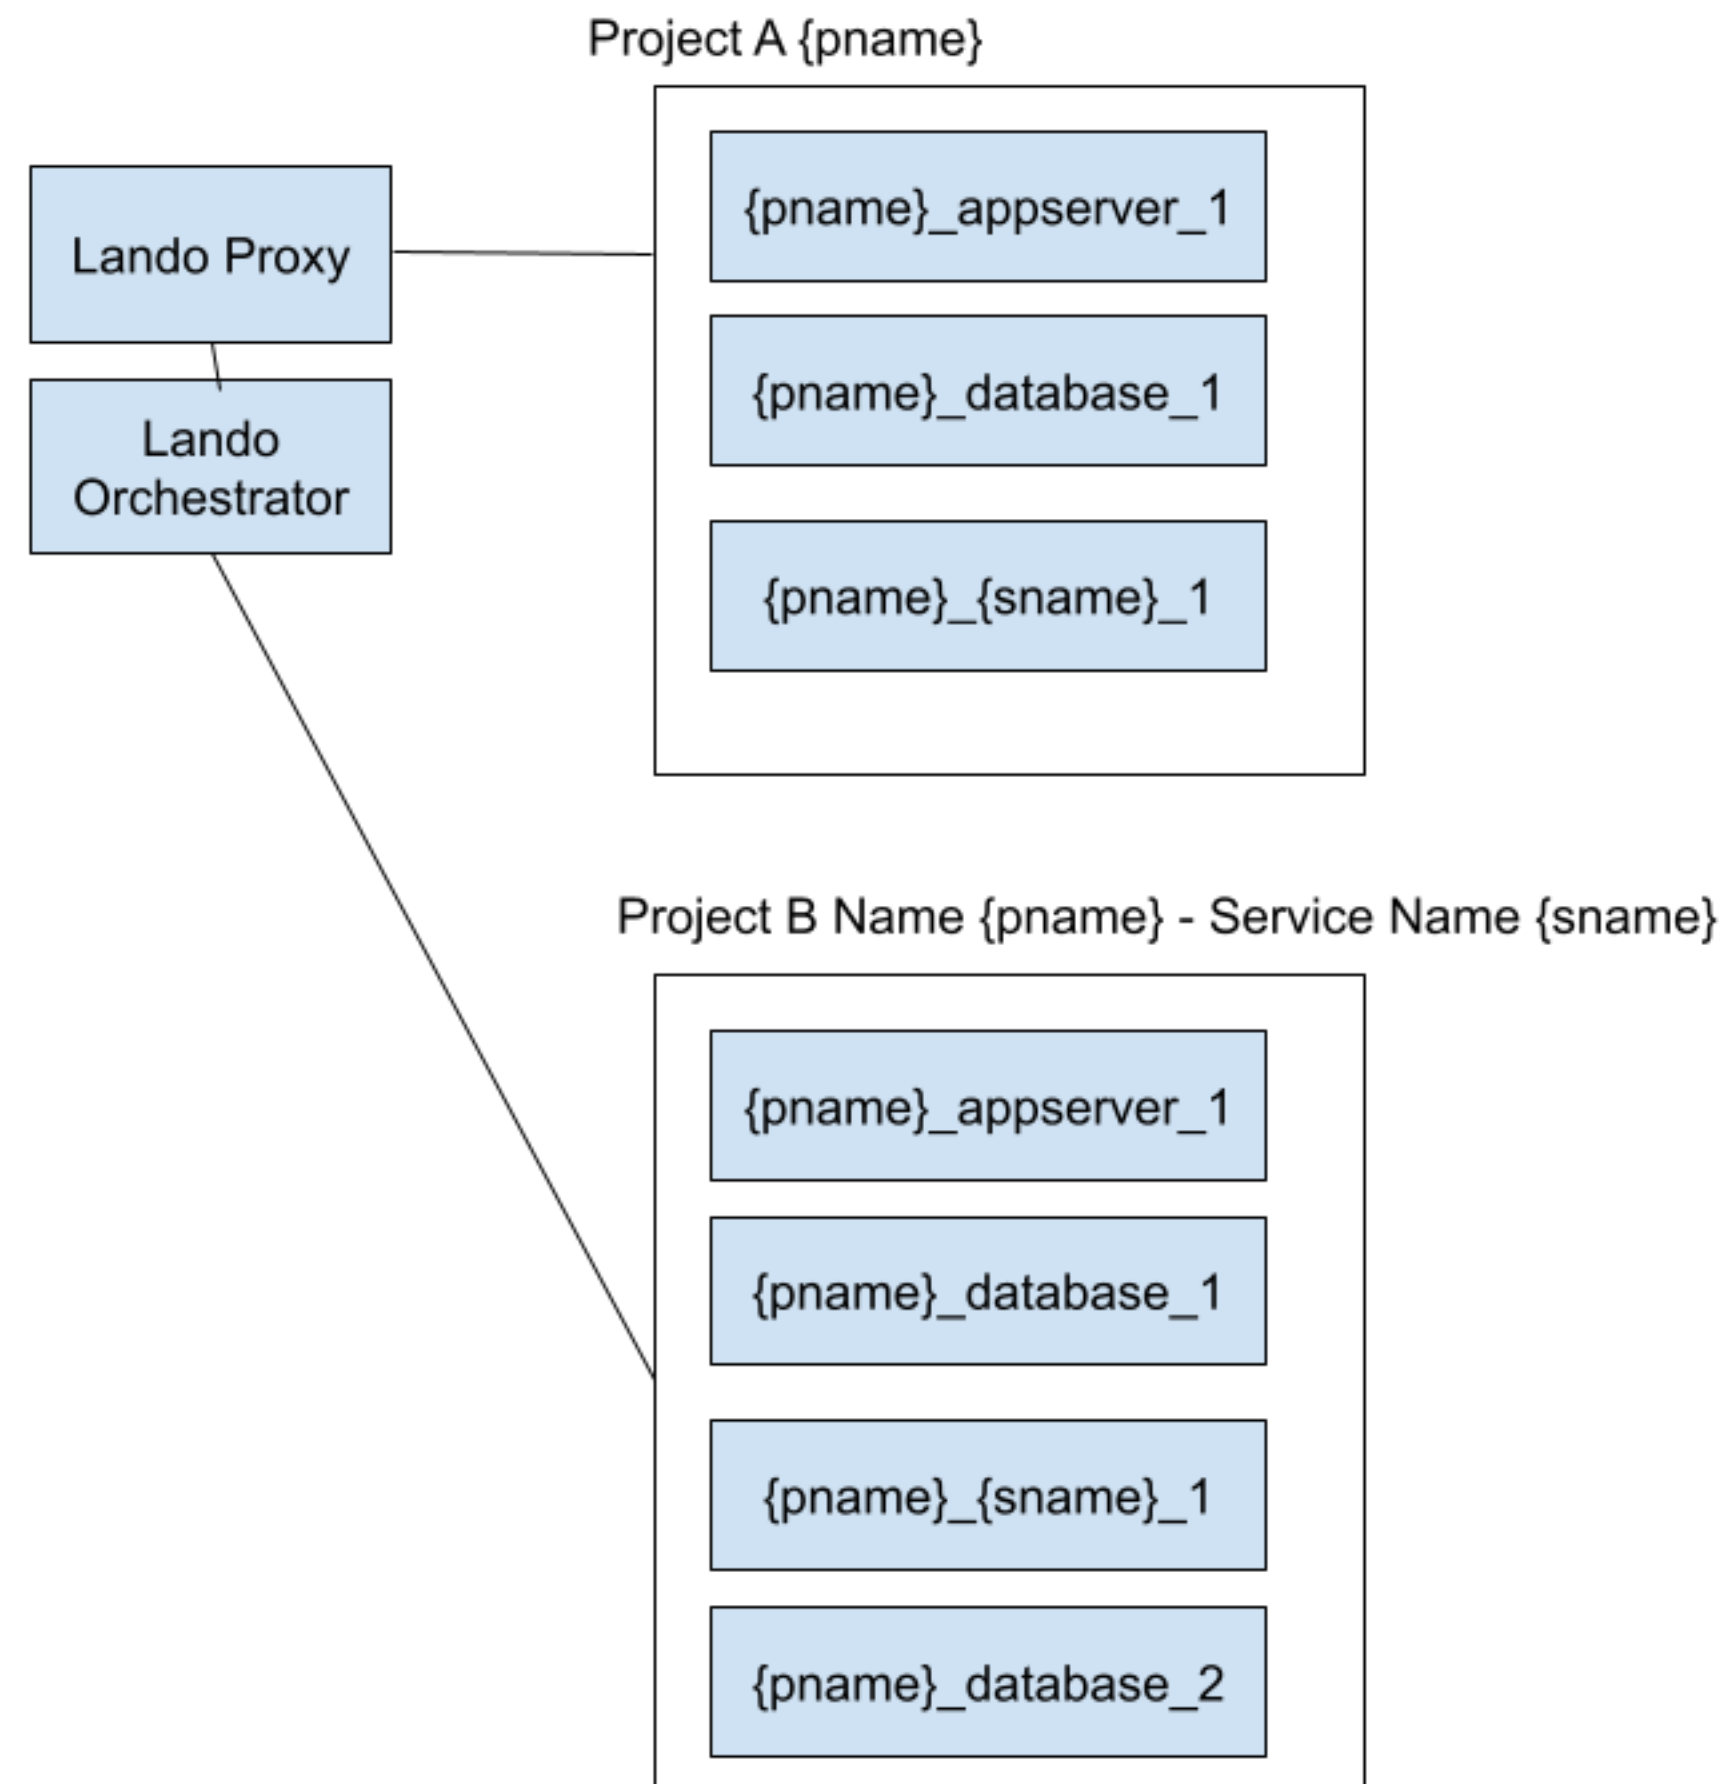 Project A {pname}
Lando Proxy
Lando
Orchestrator
{pname}_appserver_1
{pname}_database_1
{pname}_{sname}_1
Project B Name {pname} - Service Name {sname}
{pname}_appserver_1
{pname}_database_1
{pname}_{sname}_1
{pname}_database_2